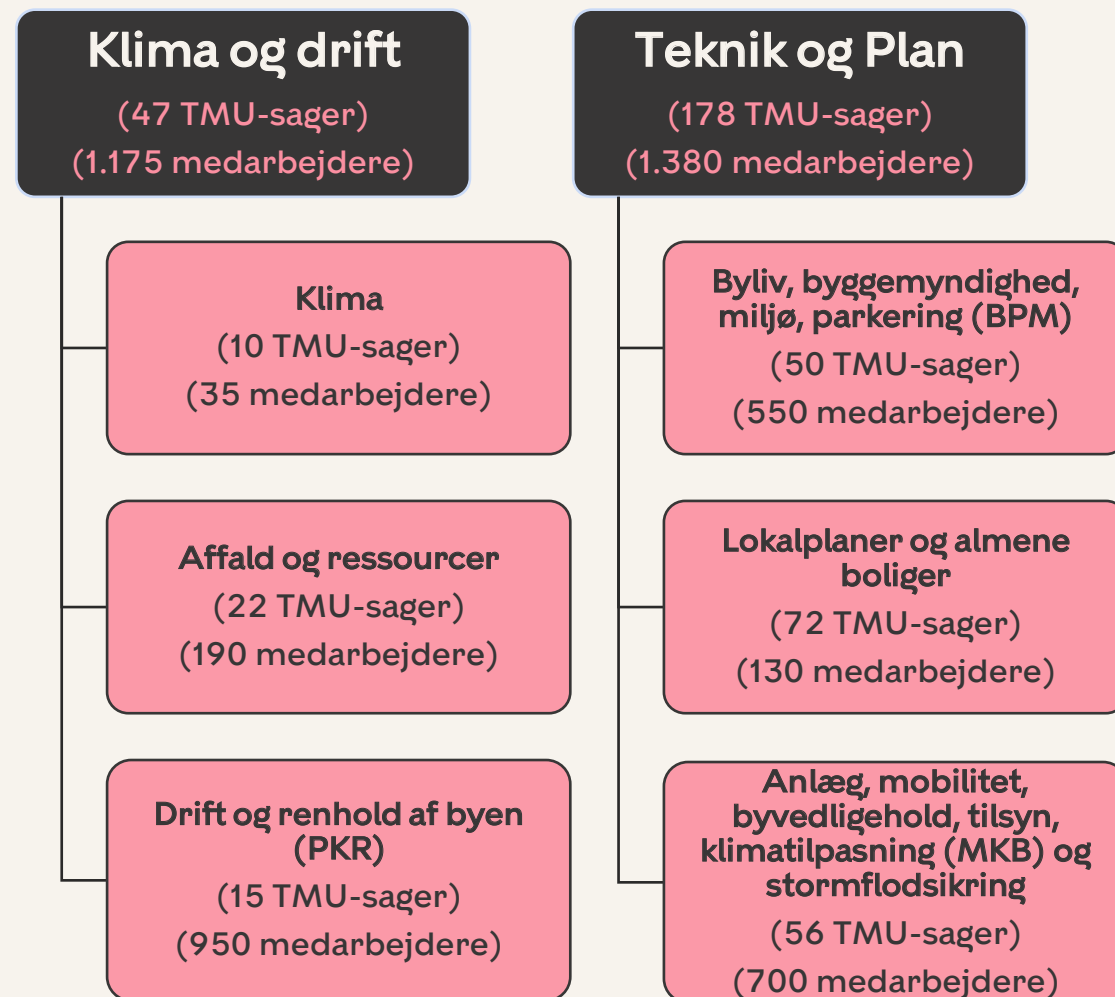 Klima og drift
(47 TMU-sager)
(1.175 medarbejdere)
Klima
(10 TMU-sager)
(35 medarbejdere)
Affald og ressourcer
(22 TMU-sager)
(190 medarbejdere)
Drift og renhold af byen
(PKR)
(15 TMU-sager)
(950 medarbejdere)
Teknik og Plan
(178 TMU-sager)
(1.380 medarbejdere)
Byliv, byggemyndighed,
miljø, parkering (BPM)
(50 TMU-sager)
(550 medarbejdere)
Lokalplaner og almene
boliger
(72 TMU-sager)
(130 medarbejdere)
Anlæg, mobilitet,
byvedligehold, tilsyn,
klimatilpasning (MKB) og
stormflodsikring
(56 TMU-sager)
(700 medarbejdere)